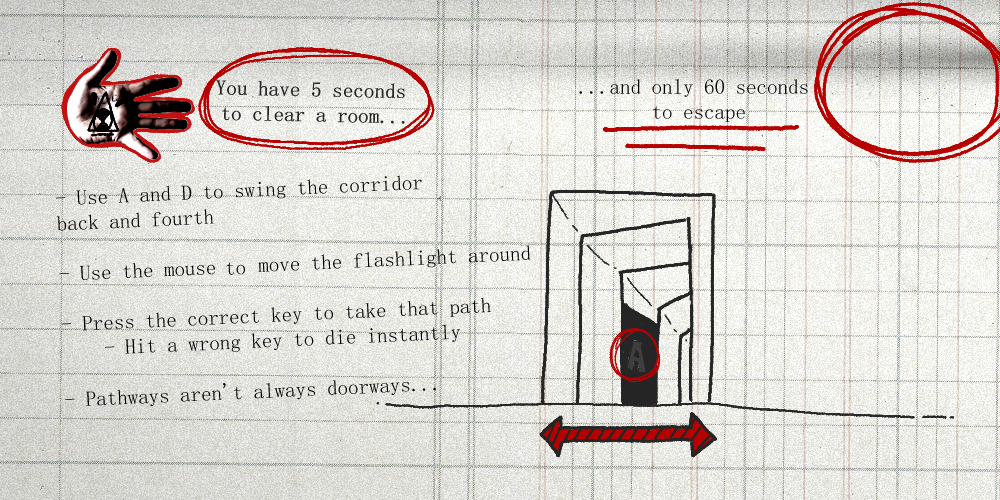 You have 5 seconds
to clear a room...
...and only 60 seconds
to escape
- Use A and D to swing the corridor
back and fourth
- Use the mouse to move the flashlight around
- Press the correct key to take that path
- Hit a wrong key to die instantly
- Pathways aren't always doorways...
A